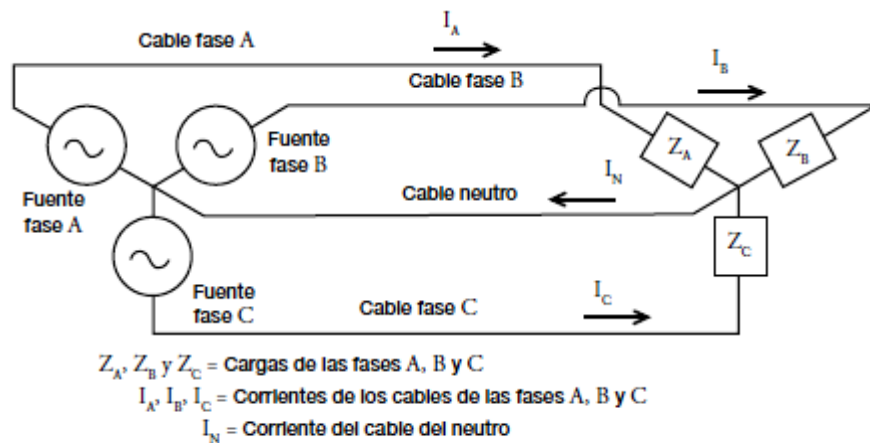 Cable fase A
I_A
Cable fase B
I_B
Fuente
fase B
Z_A
Z_B
Fuente
fase A
Cable neutro
I_N
Z_C
Fuente
fase C
Cable fase C
I_C
Z_A, Z_B y Z_C = Cargas de las fases A, B y C
I_A, I_B, I_C = Corrientes de los cables de las fases A, B y C
I_N = Corriente del cable del neutro